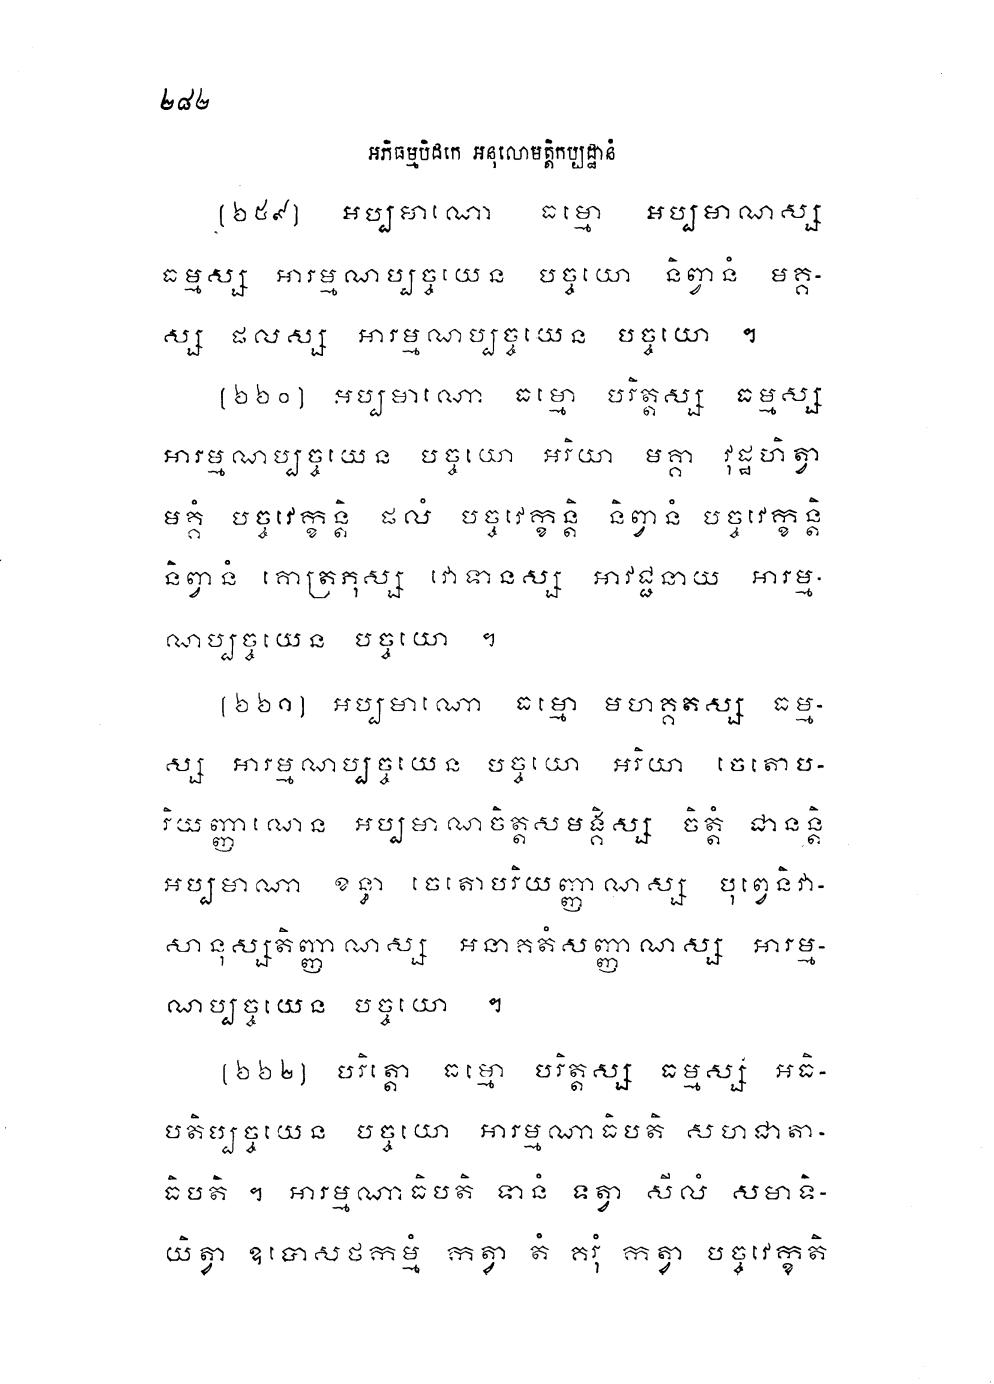 ២៨២
អភិធម្មបិដកេ អនុលោមត្តិកប្បដ្ឋានំ
(៦៥៩) អប្បមាណោ ធម្មោ អប្បមាណស្ស
ធម្មស្ស អារម្មណប្បច្ចយេន បច្ចយោ និព្វានំ មគ្គ-
ស្ស ផលស្ស អារម្មណប្បច្ចយេន បច្ចយោ ។
(៦៦០) អប្បមាណោ ធម្មោ បរិត្តស្ស ធម្មស្ស
អារម្មណប្បច្ចយេន បច្ចយោ អរិយា មគ្គា វុដ្ឋហិត្វា
មគ្គំ បច្ចវេក្ខន្តិ ផលំ បច្ចវេក្ខន្តិ និព្វានំ បច្ចវេក្ខន្តិ
និព្វានំ គោត្រភុស្ស វោទានស្ស អាវជ្ជនាយ អារម្ម-
ណប្បច្ចយេន បច្ចយោ ។
(៦៦១) អប្បមាណោ ធម្មោ មហគ្គតស្ស ធម្ម-
ស្ស អារម្មណប្បច្ចយេន បច្ចយោ អរិយា ចេតោប-
រិយញ្ញាណេន អប្បមាណចិត្តសមង្គិស្ស ចិត្តំ ជានន្តិ
អប្បមាណា ខន្ធា ចេតោបរិយញ្ញាណស្ស បុព្វេនិវា-
សានុស្សតិញ្ញាណស្ស អនាគតំសញ្ញាណស្ស អារម្ម-
ណប្បច្ចយេន បច្ចយោ ។
(៦៦២) បរិត្តោ ធម្មោ បរិត្តស្ស ធម្មស្ស អធិ-
បតិប្បច្ចយេន បច្ចយោ អារម្មណាធិបតិ សហជាតា-
ធិបតិ ។ អារម្មណាធិបតិ ទានំ ទត្វា សីលំ សមាទិ-
យិត្វា ឧបោសថកម្មំ កត្វា តំ គរុំ កត្វា បច្ចវេក្ខតិ